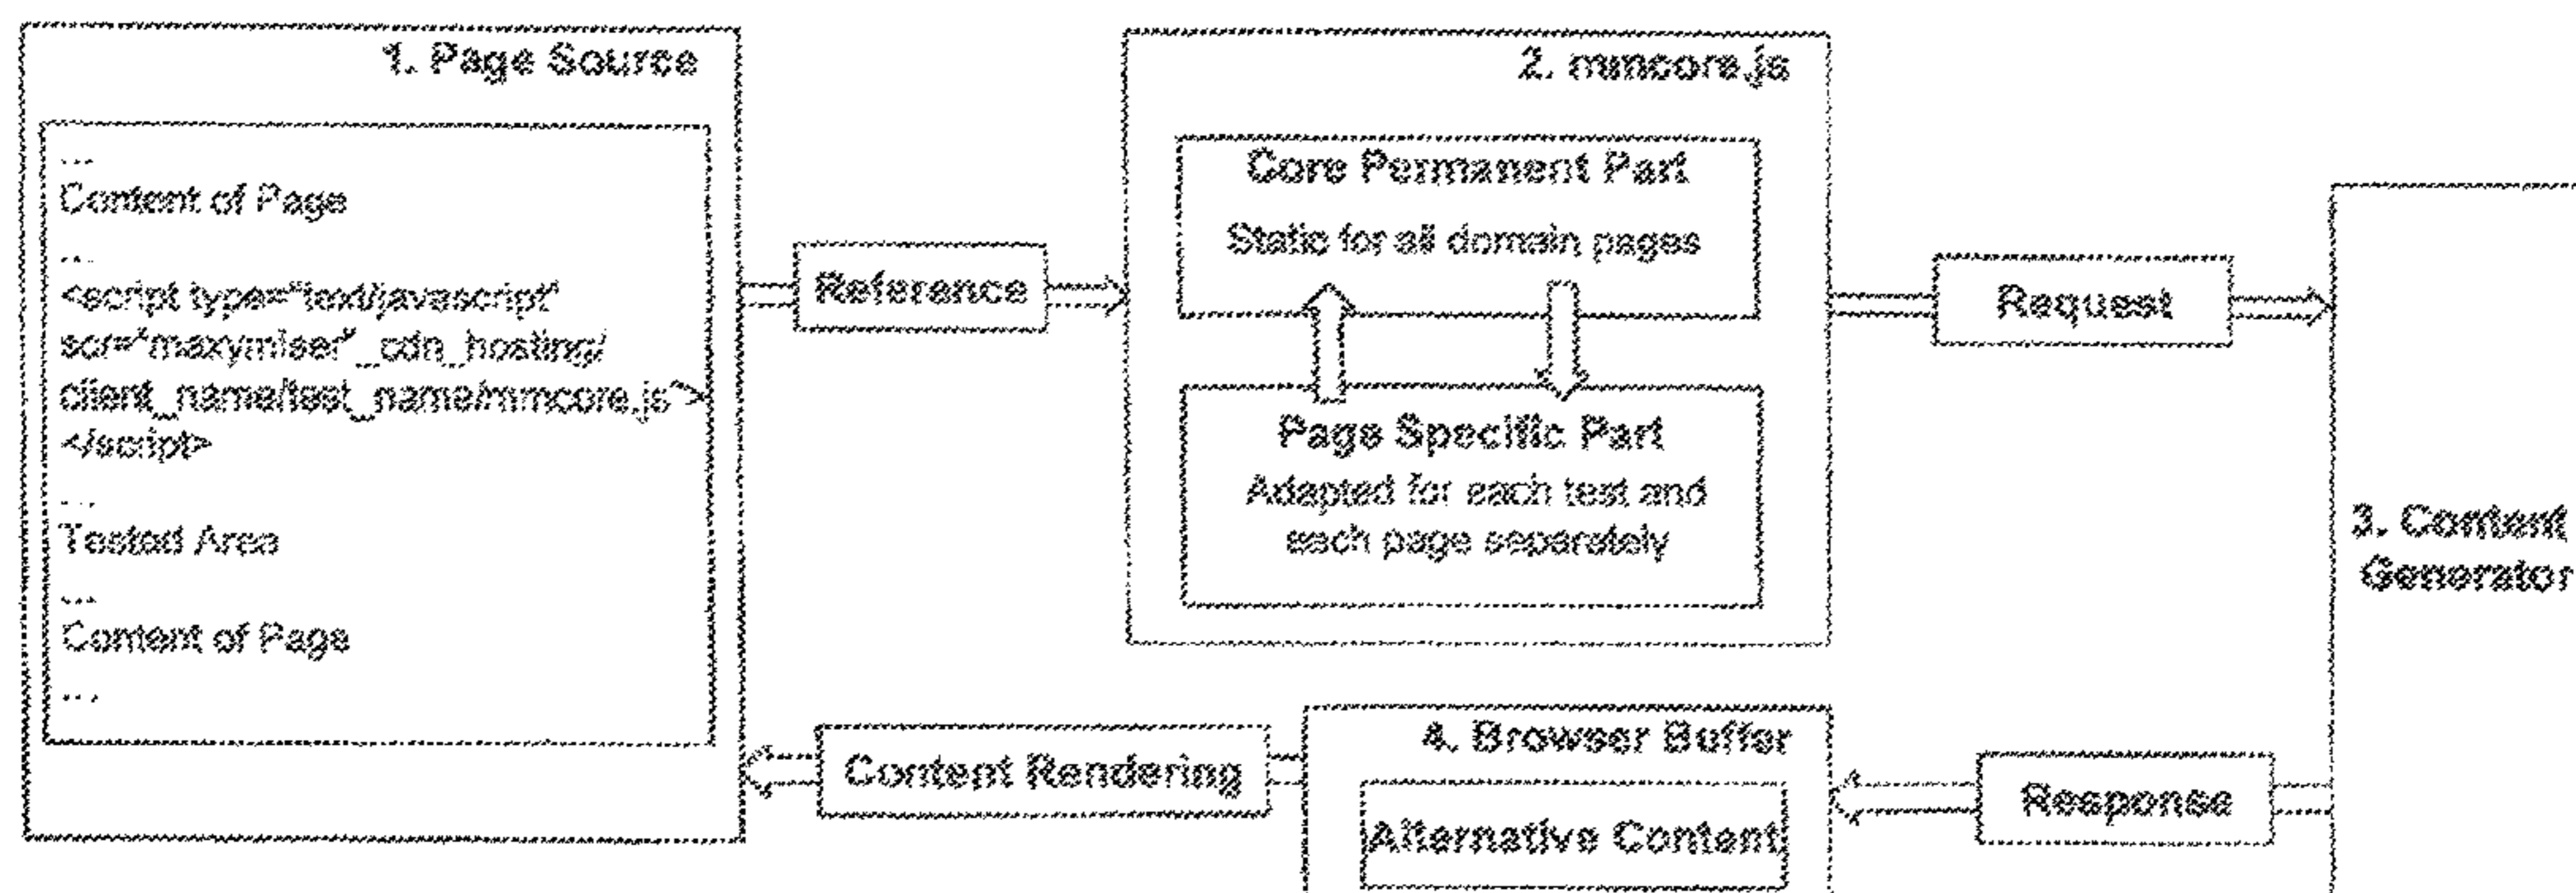 1. Page Source
...
Content of Page
...
<script type="text/javascript"
scr="maxymiser"_cdn_hosting/
client_name/test_name/mmcore.js">
</script>
...
Tested Area
...
Content of Page
...
Reference
2. mmcore.js
Core Permanent Part
Static for all domain pages
Page Specific Part
Adapted for each test and
each page separately
Request
3. Content
Generator
Response
4. Browser Buffer
Alternative Content
Content Rendering